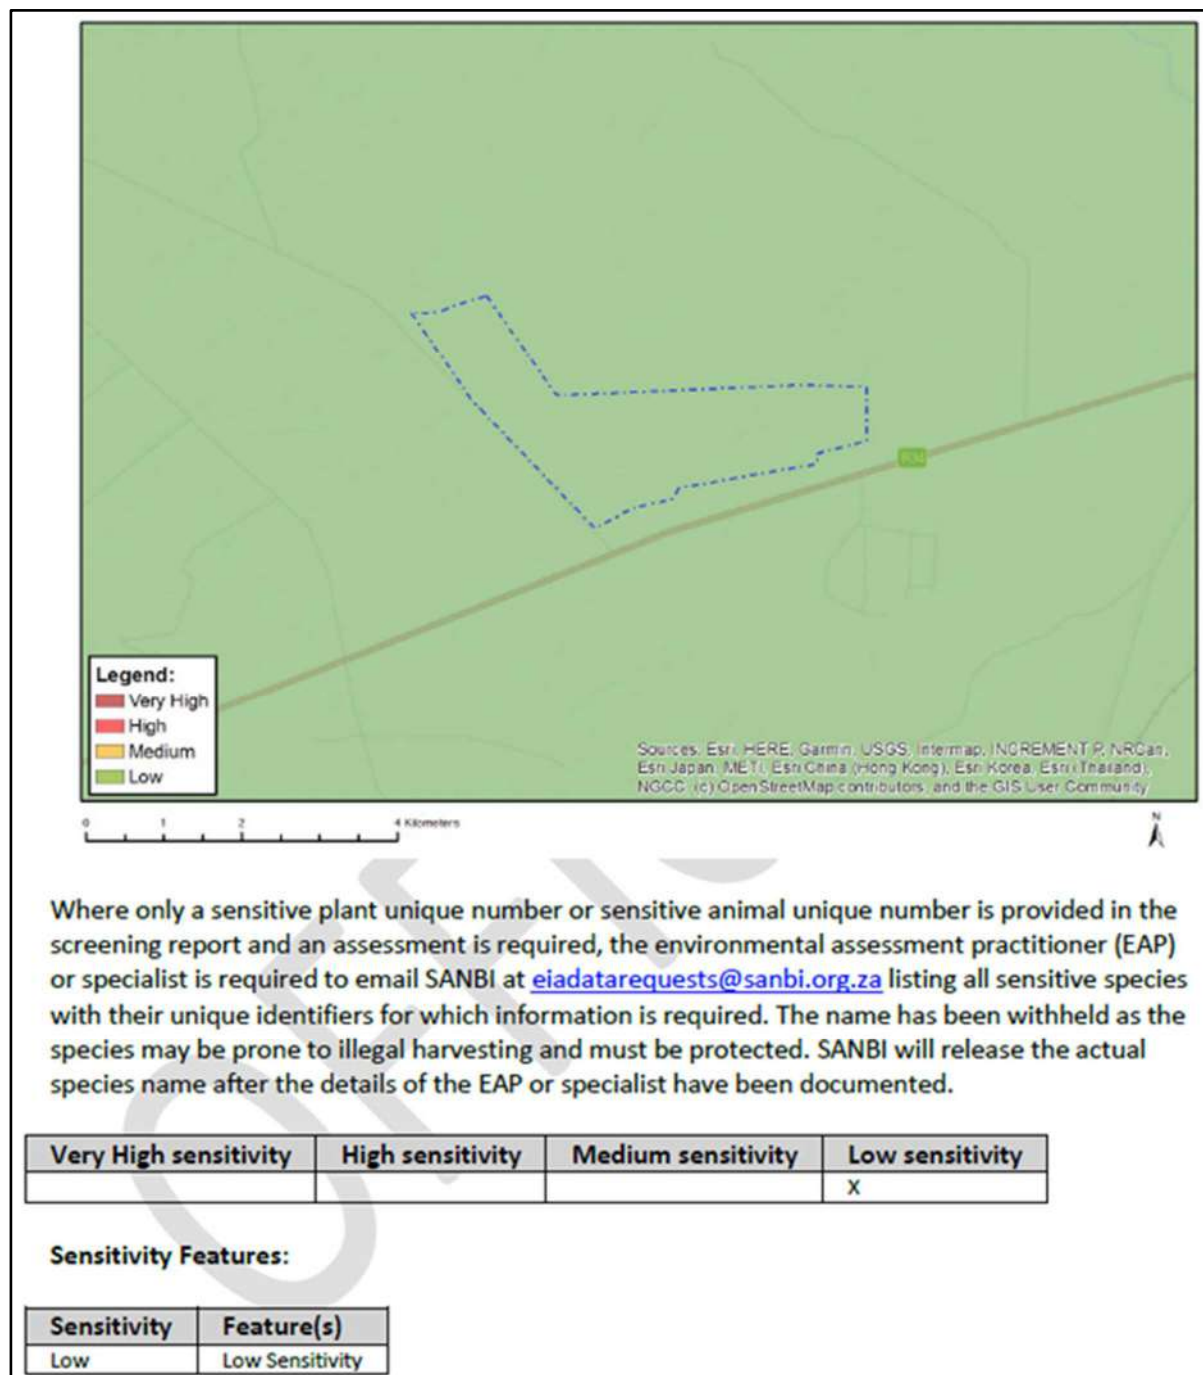 R34
Legend:
Very High
High
Medium
Low
Sources: Esri, HERE, Garmin, USGS, Intermap, INCREMENT P, NRCan,
Esri Japan, METI, Esri China (Hong Kong), Esri Korea, Esri (Thailand),
NGCC, (c) OpenStreetMap contributors, and the GIS User Community
0 1 2 4 Kilometers
N
Where only a sensitive plant unique number or sensitive animal unique number is provided in the
screening report and an assessment is required, the environmental assessment practitioner (EAP)
or specialist is required to email SANBI at eiadatarequests@sanbi.org.za listing all sensitive species
with their unique identifiers for which information is required. The name has been withheld as the
species may be prone to illegal harvesting and must be protected. SANBI will release the actual
species name after the details of the EAP or specialist have been documented.
Very High sensitivity High sensitivity Medium sensitivity Low sensitivity
X
Sensitivity Features:
Sensitivity Feature(s)
Low Low Sensitivity